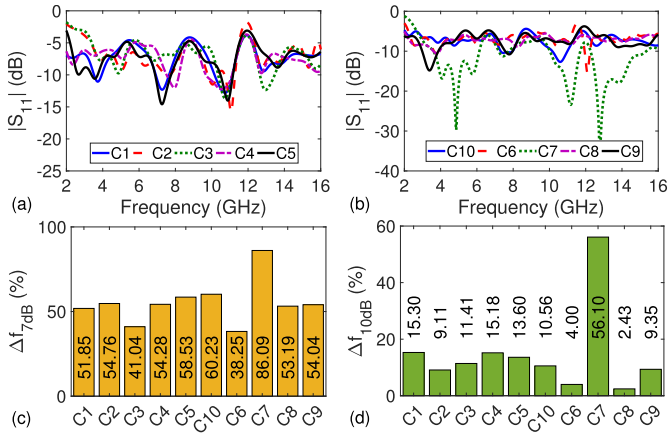 0
-5
-10
-15
-20
-25
|S11| (dB)
C1 C2 C3 C4 C5
2 4 6 8 10 12 14 16
(a) Frequency (GHz)
0
-10
-20
-30
-40
|S11| (dB)
C10 C6 C7 C8 C9
2 4 6 8 10 12 14 16
(b) Frequency (GHz)
100
50
0
Δf7dB (%)
51.85 54.76 41.04 54.28 58.53 60.23 38.25 86.09 53.19 54.04
C1 C2 C3 C4 C5 C10 C6 C7 C8 C9
(c)
60
40
20
0
Δf10dB (%)
15.30 9.11 11.41 15.18 13.60 10.56 4.00 56.10 2.43 9.35
C1 C2 C3 C4 C5 C10 C6 C7 C8 C9
(d)